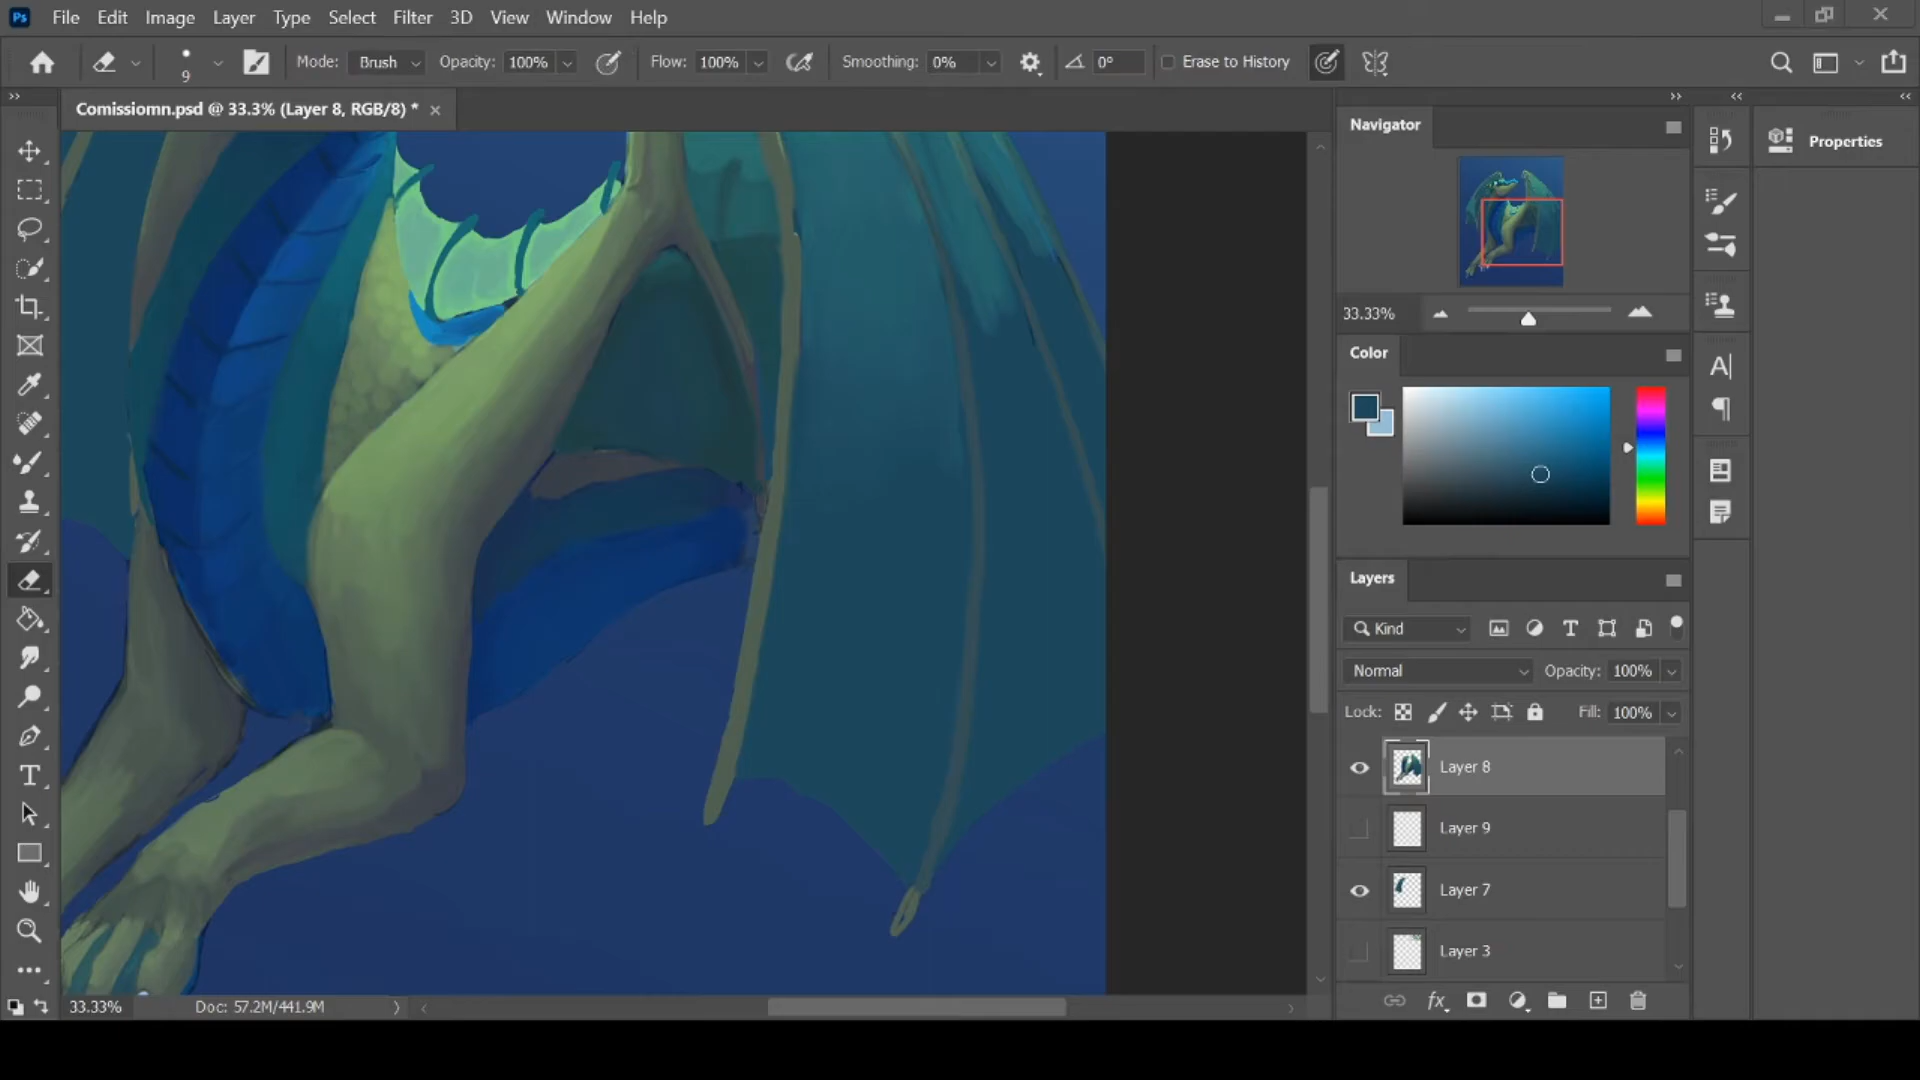 Ps File Edit Image Layer Type Select Filter 3D View Window Help
9 Mode: Brush Opacity: 100% Flow: 100% Smoothing: 0% 0° Erase to History
Comissiomn.psd @ 33.3% (Layer 8, RGB/8) *
Navigator
Properties
33.33%
Color
Layers
Kind
Normal Opacity: 100%
Lock: Fill: 100%
Layer 8
Layer 9
Layer 7
Layer 3
33.33% Doc: 57.2M/441.9M
fx